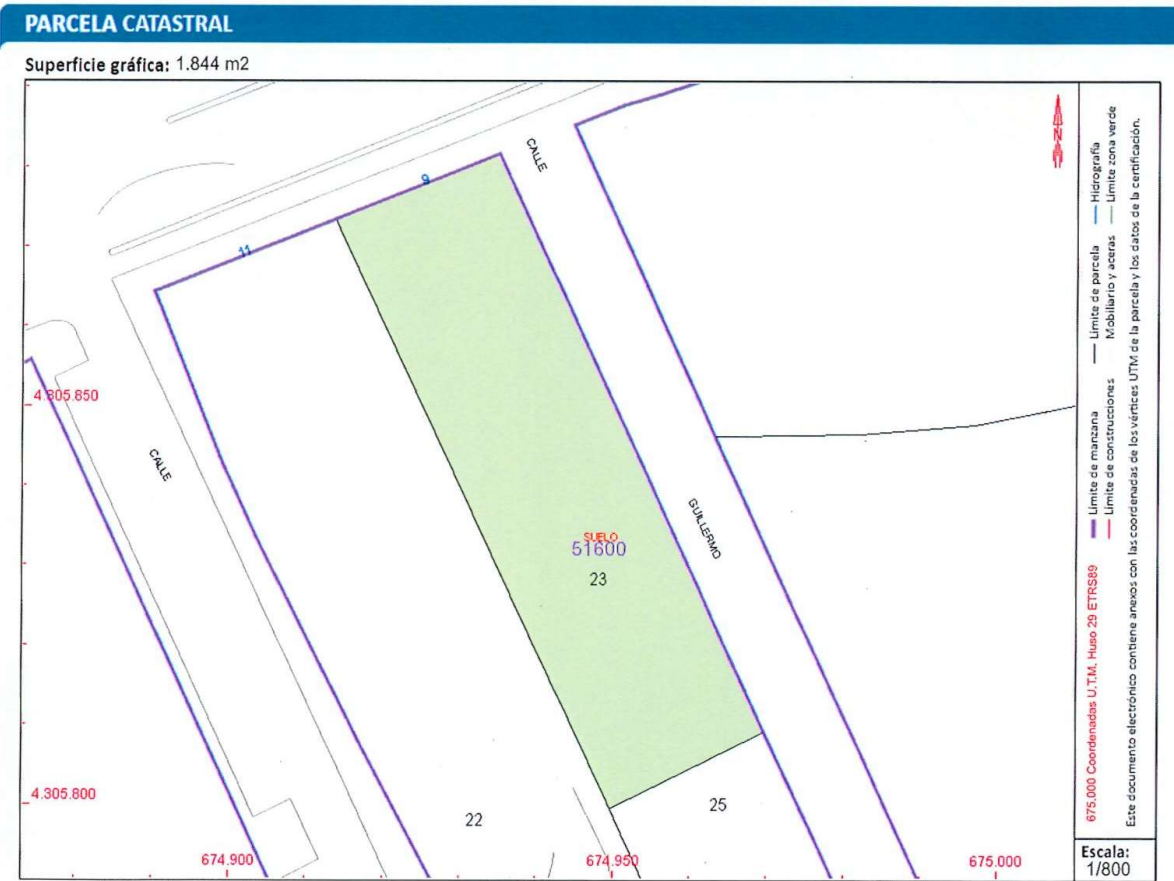 PARCELA CATASTRAL
Superficie gráfica: 1.844 m2
CALLE
9
11
4.305.850
CALLE
GUILLERMO
SUELO
51600
23
4.305.800
25
22
674.900
674.950
675.000
N
Hidrografía
Límite zona verde
Límite de parcela
Mobiliario y aceras
Límite de manzana
Límite de construcciones
675.000 Coordenadas U.T.M. Huso 29 ETRS89
Este documento electrónico contiene anexos con las coordenadas de los vértices UTM de la parcela y los datos de la certificación.
Escala:
1/800